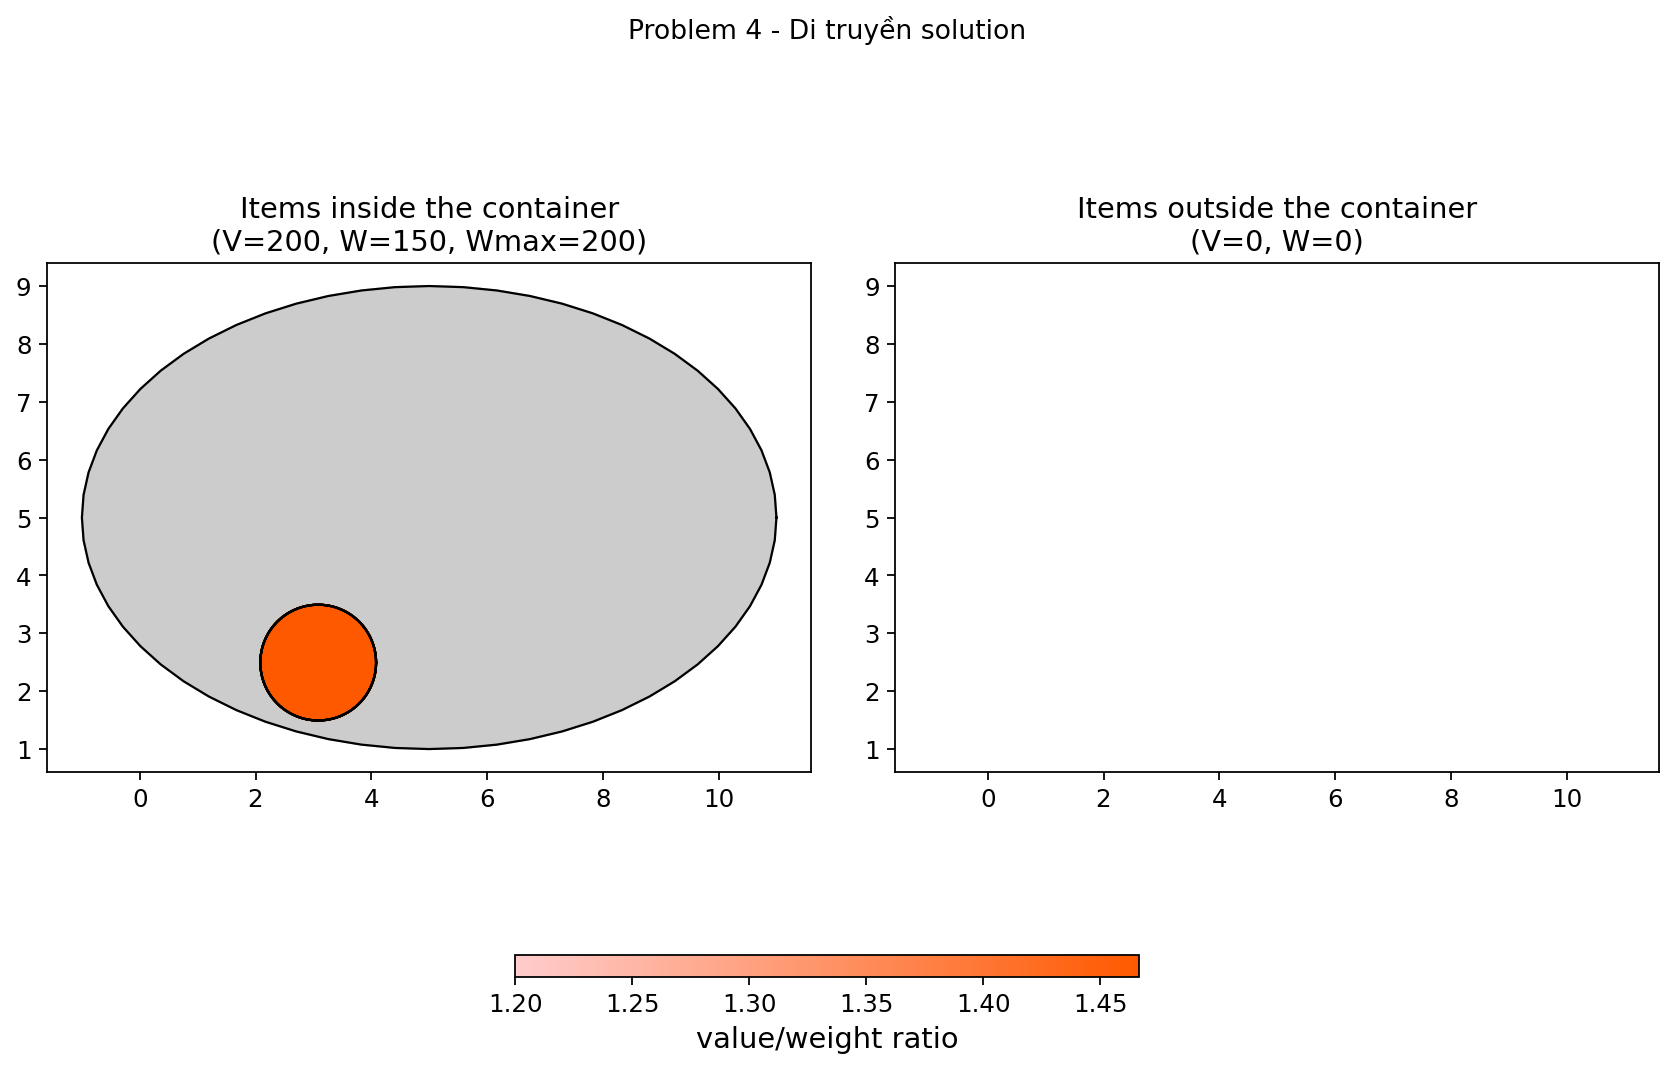 Problem 4 - Di truyền solution
Items inside the container
(V=200, W=150, Wmax=200)
9
8
7
6
5
4
3
2
1
0 2 4 6 8 10
Items outside the container
(V=0, W=0)
9
8
7
6
5
4
3
2
1
0 2 4 6 8 10
1.20 1.25 1.30 1.35 1.40 1.45
value/weight ratio